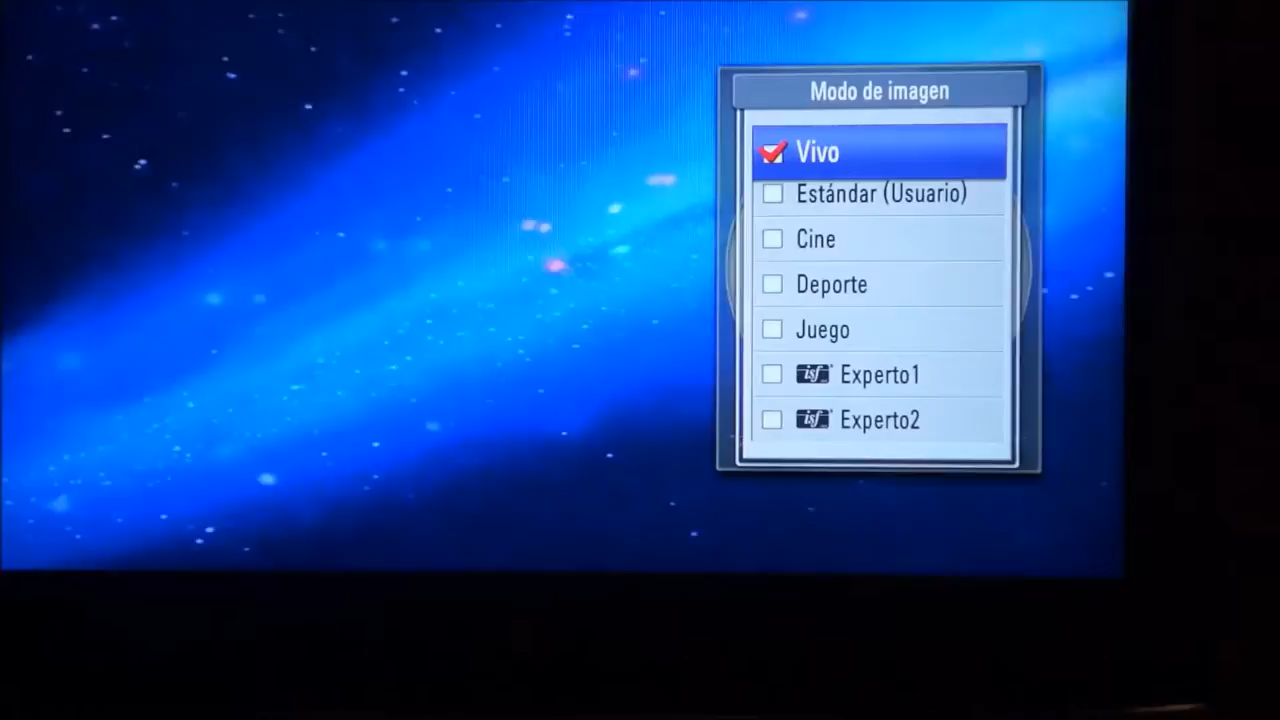 Modo de imagen
Vivo
Estándar (Usuario)
Cine
Deporte
Juego
isf Experto1
isf Experto2